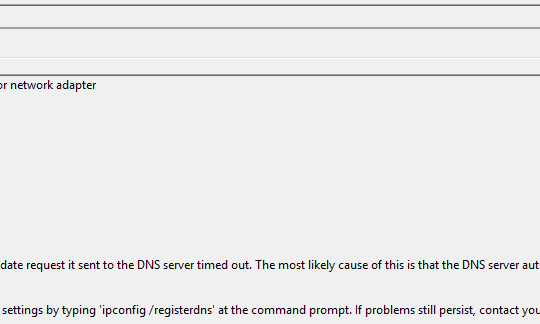 or network adapter
date request it sent to the DNS server timed out. The most likely cause of this is that the DNS server aut
settings by typing 'ipconfig /registerdns' at the command prompt. If problems still persist, contact you